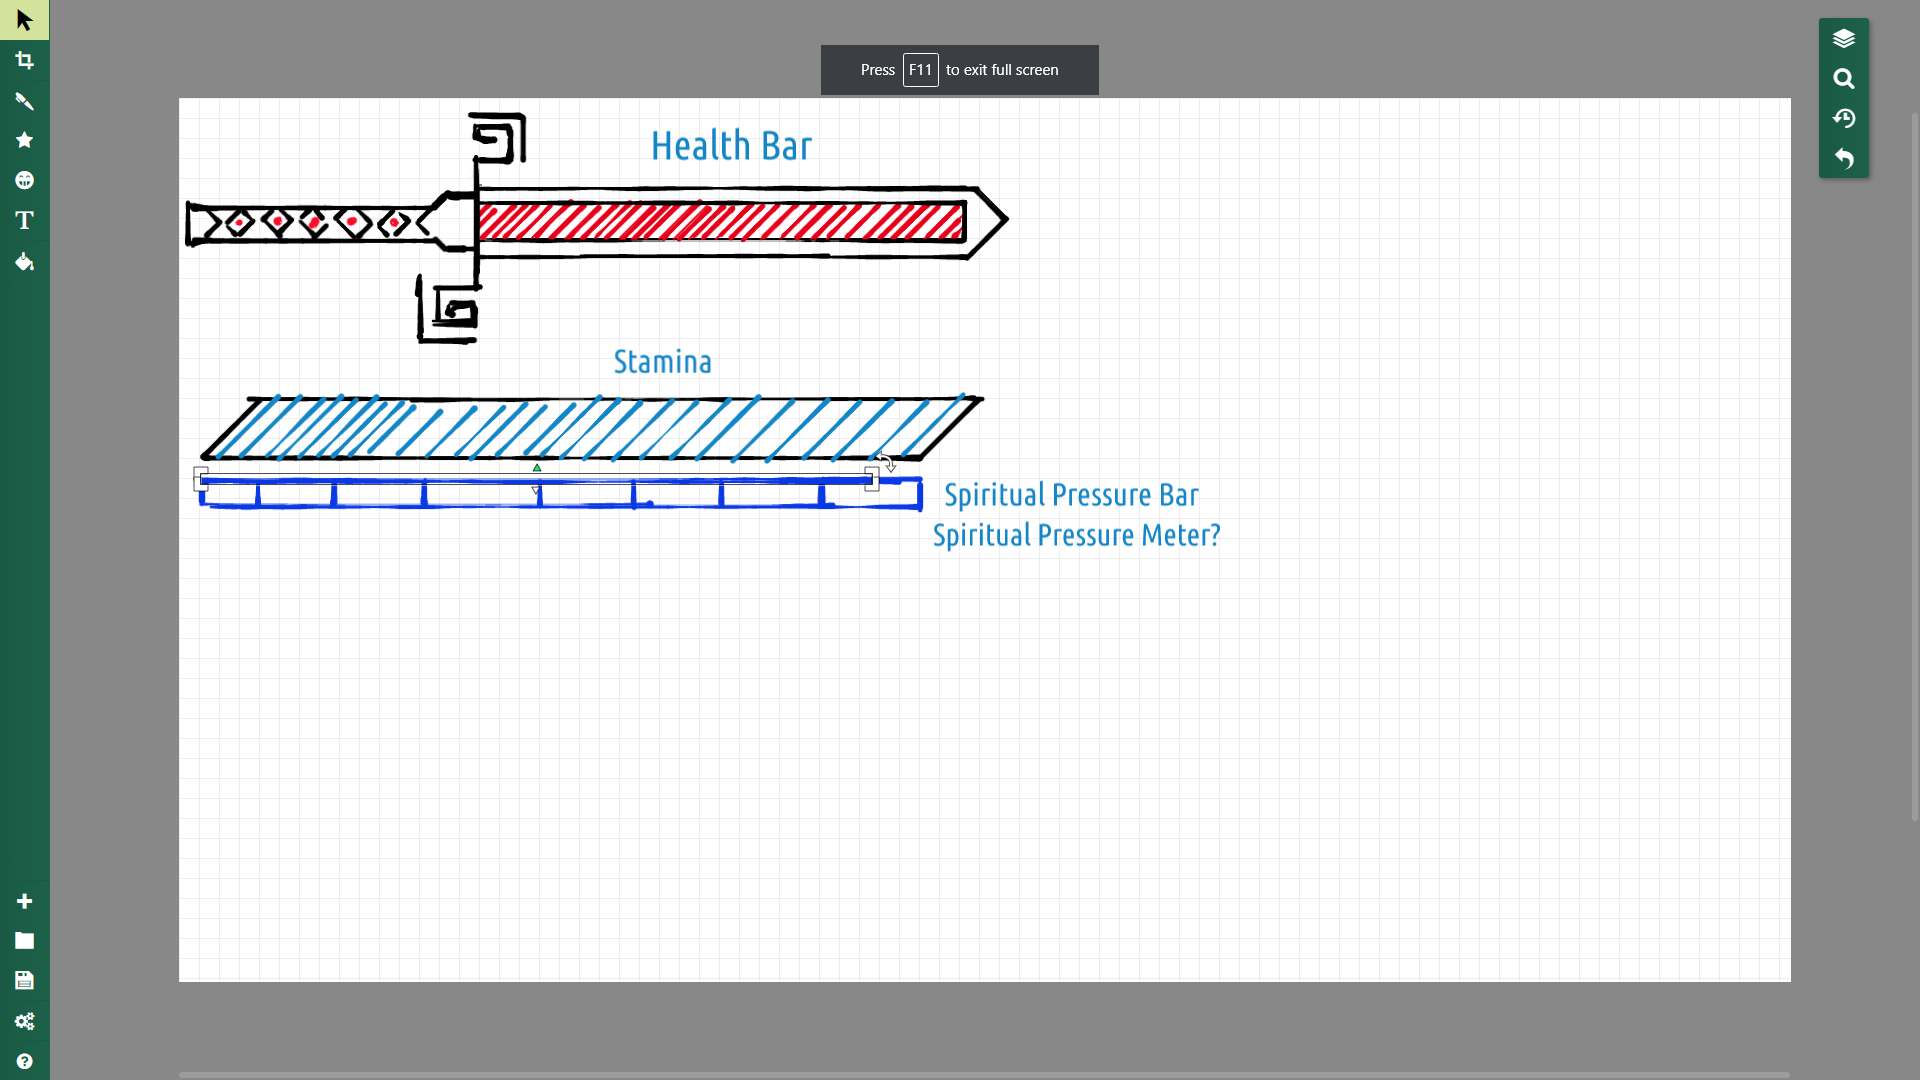 Press F11 to exit full screen
Health Bar
Stamina
Spiritual Pressure Bar
Spiritual Pressure Meter?
T